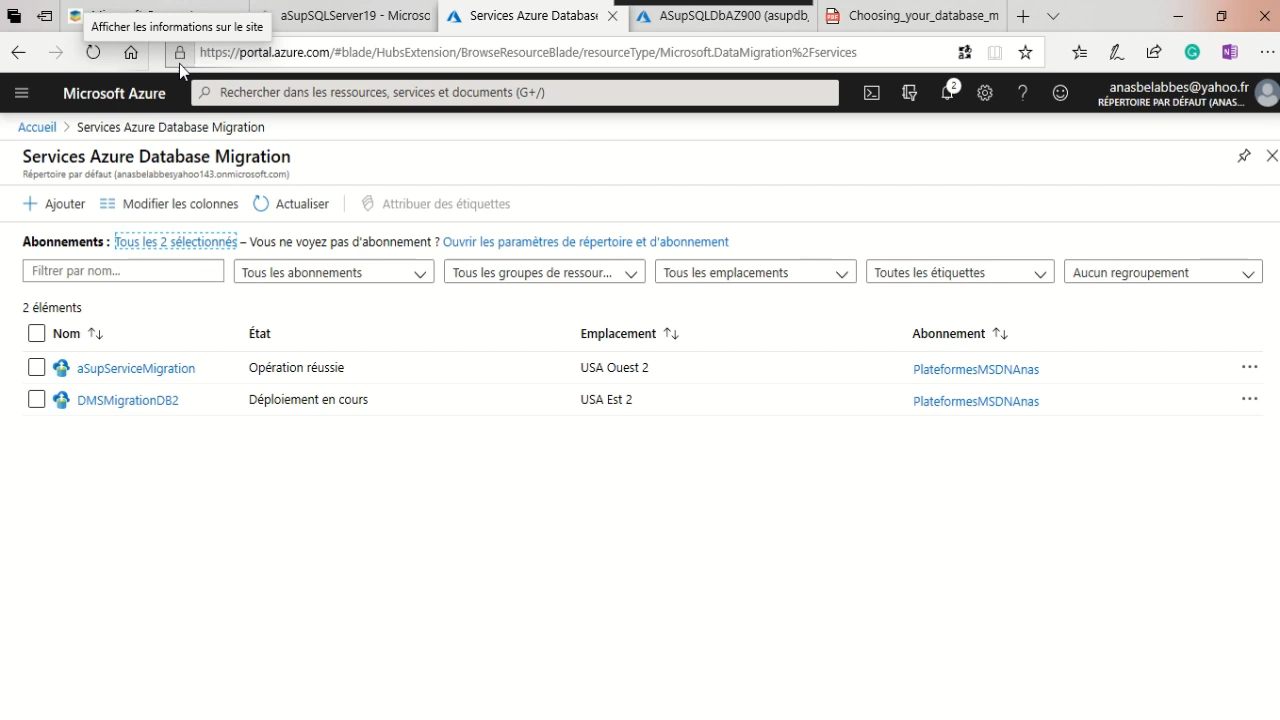 aSupSQLServer19 - Microso
Services Azure Database
ASupSQLDbAZ900 (asupdb,
Choosing_your_database_m
Afficher les informations sur le site
https://portal.azure.com/#blade/HubsExtension/BrowseResourceBlade/resourceType/Microsoft.DataMigration%2Fservices
Microsoft Azure
Rechercher dans les ressources, services et documents (G+/)
2
anasbelabbes@yahoo.fr
RÉPERTOIRE PAR DÉFAUT (ANAS...
Accueil > Services Azure Database Migration
Services Azure Database Migration
Répertoire par défaut (anasbelabbesyahoo143.onmicrosoft.com)
Ajouter
Modifier les colonnes
Actualiser
Attribuer des étiquettes
Abonnements : Tous les 2 sélectionnés – Vous ne voyez pas d'abonnement ? Ouvrir les paramètres de répertoire et d'abonnement
Filtrer par nom...
Tous les abonnements
Tous les groupes de ressour...
Tous les emplacements
Toutes les étiquettes
Aucun regroupement
2 éléments
Nom
État
Emplacement
Abonnement
aSupServiceMigration
Opération réussie
USA Ouest 2
PlateformesMSDNAnas
DMSMigrationDB2
Déploiement en cours
USA Est 2
PlateformesMSDNAnas